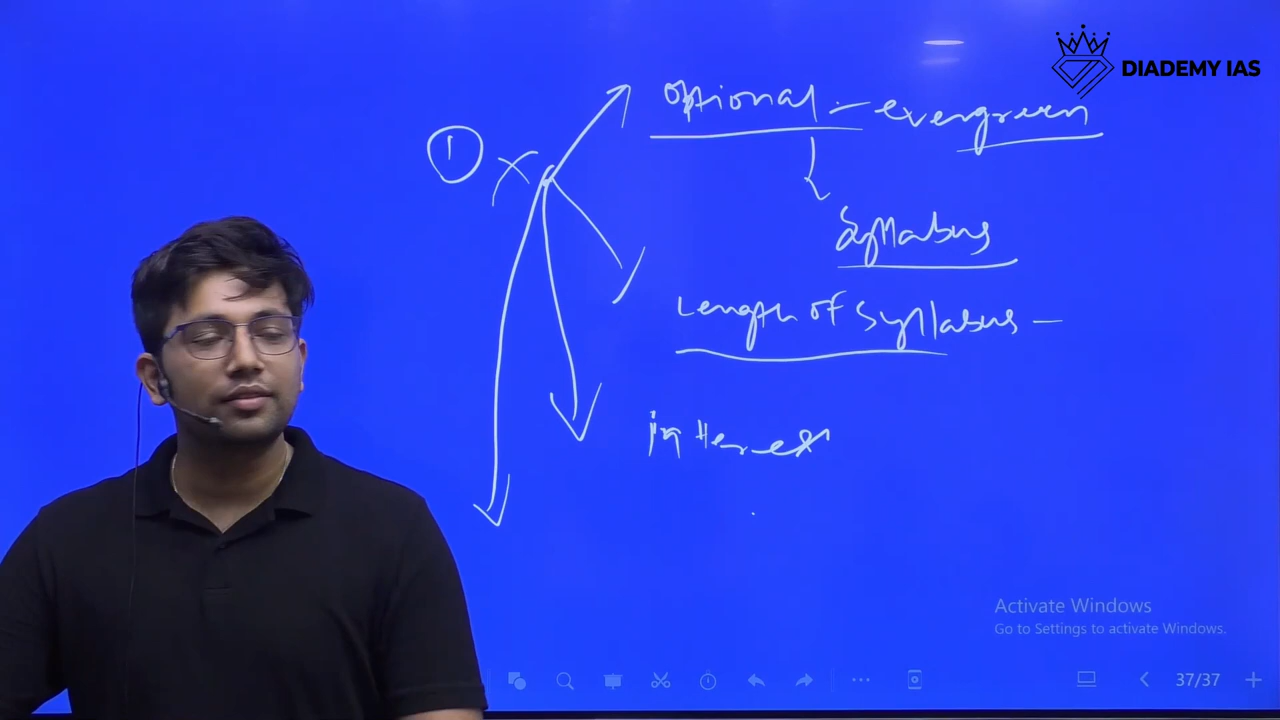 DIADEMY IAS
① X
Optional - evergreen
Syllabus
Length of Syllabus -
interest
Activate Windows
Go to Settings to activate Windows.
37/37